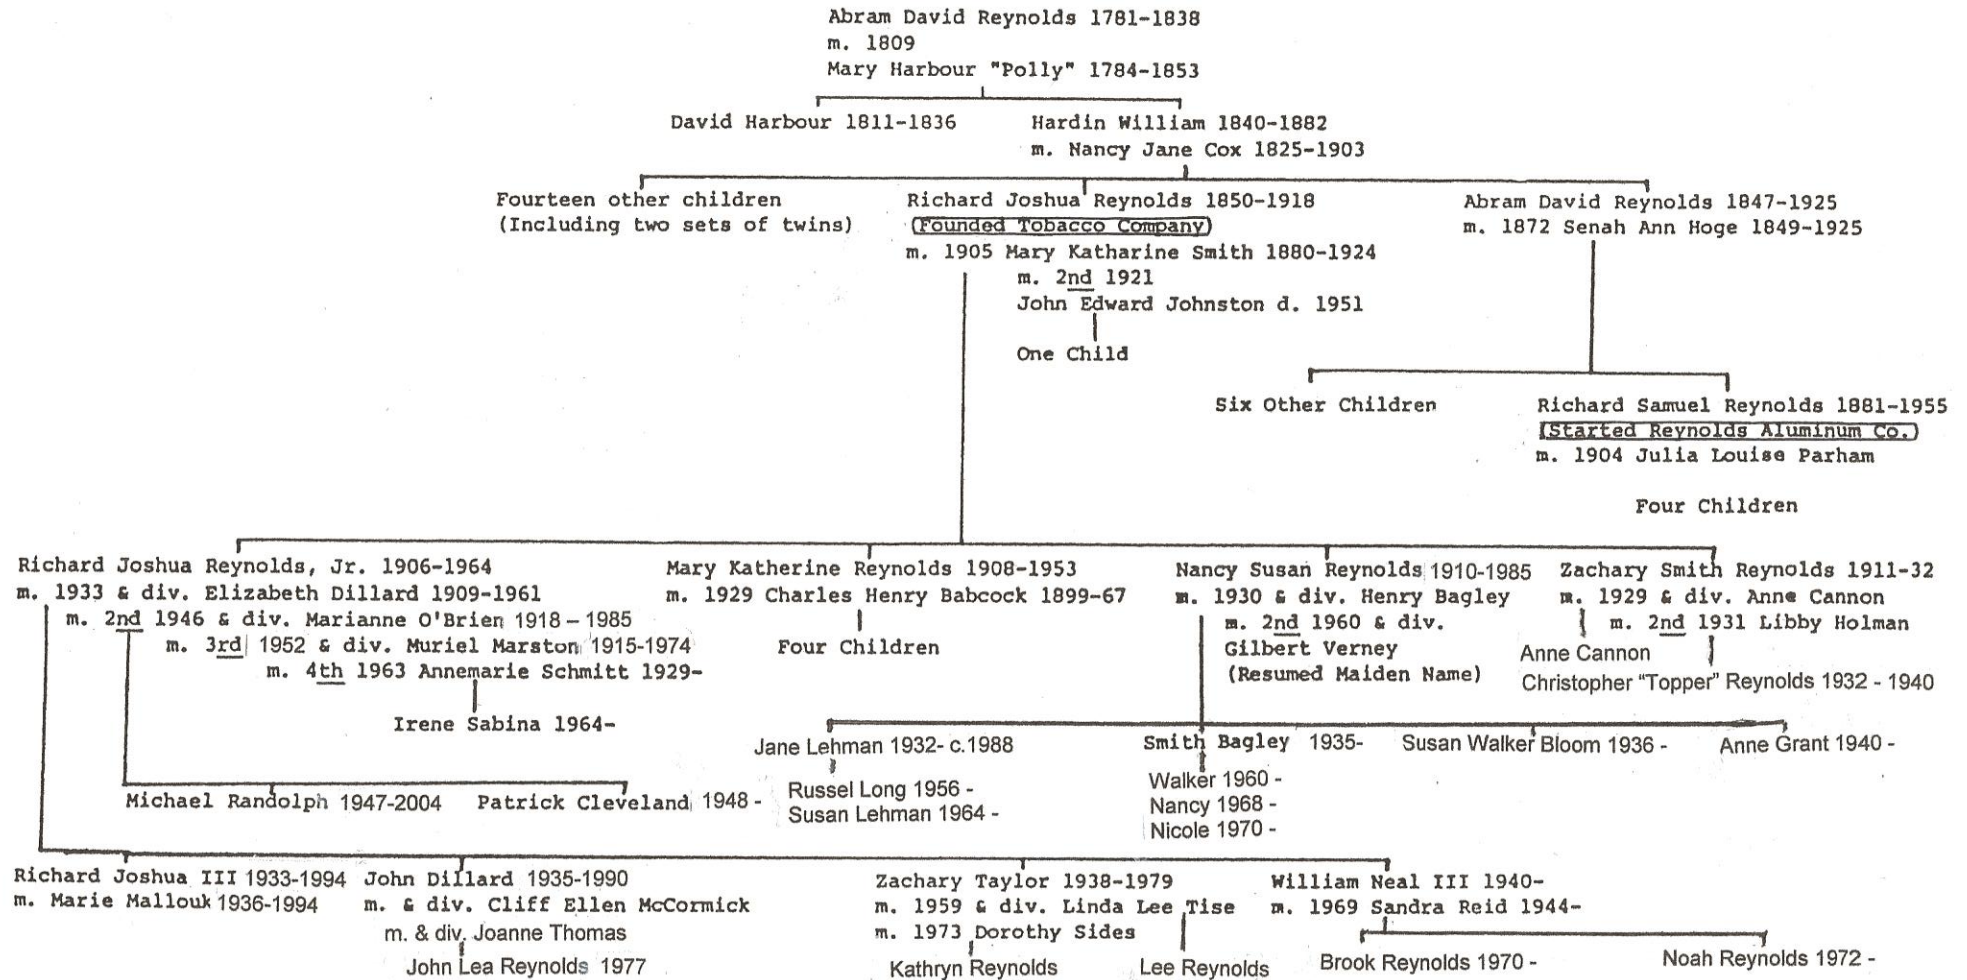 Abram David Reynolds 1781-1838
m. 1809
Mary Harbour "Polly" 1784-1853
David Harbour 1811-1836
Hardin William 1840-1882
m. Nancy Jane Cox 1825-1903
Fourteen other children
(Including two sets of twins)
Richard Joshua Reynolds 1850-1918
(Founded Tobacco Company)
m. 1905 Mary Katharine Smith 1880-1924
m. 2nd 1921
John Edward Johnston d. 1951
One Child
Abram David Reynolds 1847-1925
m. 1872 Senah Ann Hoge 1849-1925
Six Other Children
Richard Samuel Reynolds 1881-1955
(Started Reynolds Aluminum Co.)
m. 1904 Julia Louise Parham
Four Children
Richard Joshua Reynolds, Jr. 1906-1964
m. 1933 & div. Elizabeth Dillard 1909-1961
m. 2nd 1946 & div. Marianne O'Brien 1918 – 1985
m. 3rd 1952 & div. Muriel Marston 1915-1974
m. 4th 1963 Annemarie Schmitt 1929-
Irene Sabina 1964-
Mary Katherine Reynolds 1908-1953
m. 1929 Charles Henry Babcock 1899-67
Four Children
Nancy Susan Reynolds 1910-1985
m. 1930 & div. Henry Bagley
m. 2nd 1960 & div.
Gilbert Verney
(Resumed Maiden Name)
Zachary Smith Reynolds 1911-32
m. 1929 & div. Anne Cannon
m. 2nd 1931 Libby Holman
Anne Cannon
Christopher “Topper” Reynolds 1932 - 1940
Jane Lehman 1932- c.1988
Russel Long 1956 -
Susan Lehman 1964 -
Smith Bagley 1935-
Walker 1960 -
Nancy 1968 -
Nicole 1970 -
Susan Walker Bloom 1936 -
Anne Grant 1940 -
Michael Randolph 1947-2004
Patrick Cleveland 1948 -
Richard Joshua III 1933-1994
m. Marie Mallouk 1936-1994
John Dillard 1935-1990
m. & div. Cliff Ellen McCormick
m. & div. Joanne Thomas
John Lea Reynolds 1977
Zachary Taylor 1938-1979
m. 1959 & div. Linda Lee Tise
m. 1973 Dorothy Sides
Kathryn Reynolds
Lee Reynolds
William Neal III 1940-
m. 1969 Sandra Reid 1944-
Brook Reynolds 1970 -
Noah Reynolds 1972 -